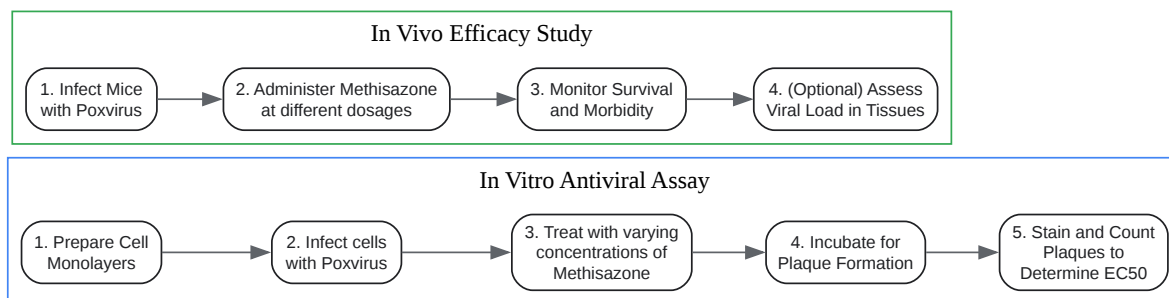 In Vivo Efficacy Study
1. Infect Mice
with Poxvirus
2. Administer Methisazone
at different dosages
3. Monitor Survival
and Morbidity
4. (Optional) Assess
Viral Load in Tissues
In Vitro Antiviral Assay
1. Prepare Cell
Monolayers
2. Infect cells
with Poxvirus
3. Treat with varying
concentrations of
Methisazone
4. Incubate for
Plaque Formation
5. Stain and Count
Plaques to
Determine EC50